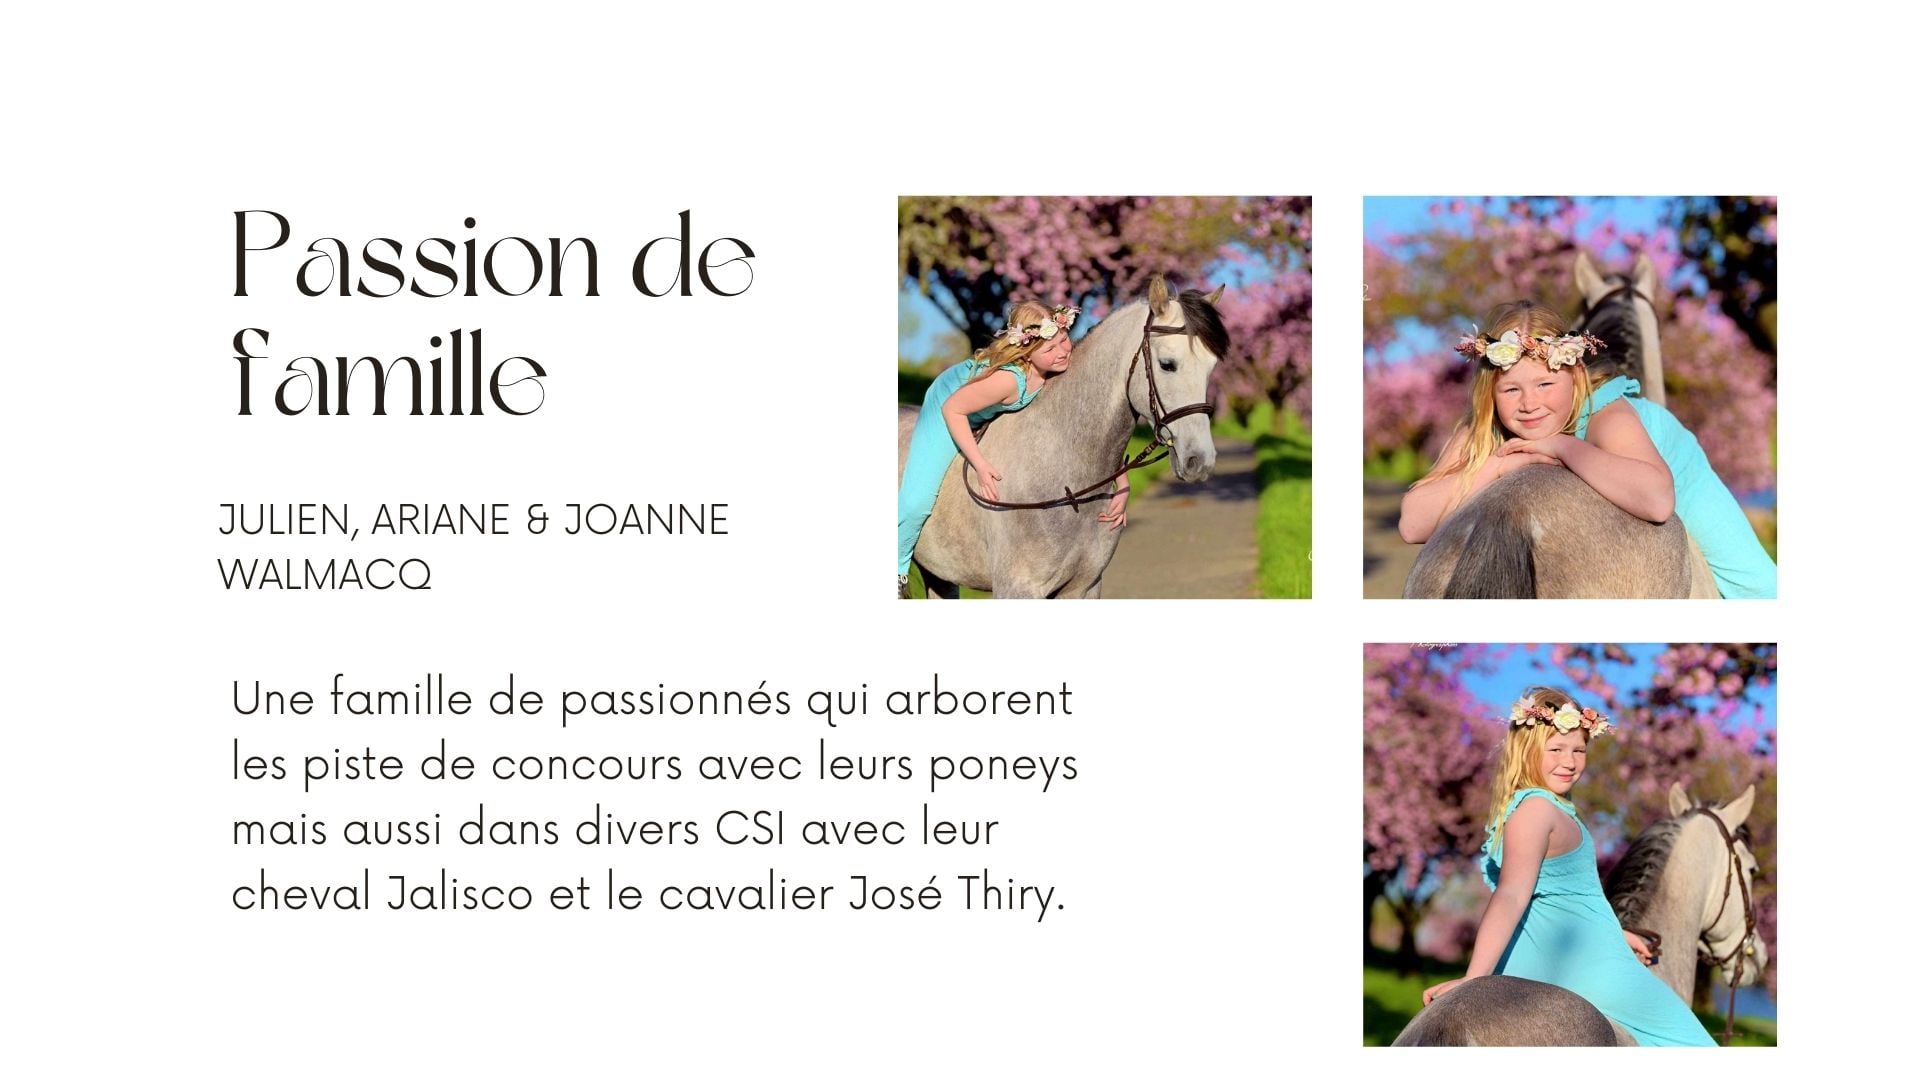 Passion de
famille
JULIEN, ARIANE & JOANNE
WALMACQ
Une famille de passionnés qui arborent
les piste de concours avec leurs poneys
mais aussi dans divers CSI avec leur
cheval Jalisco et le cavalier José Thiry.